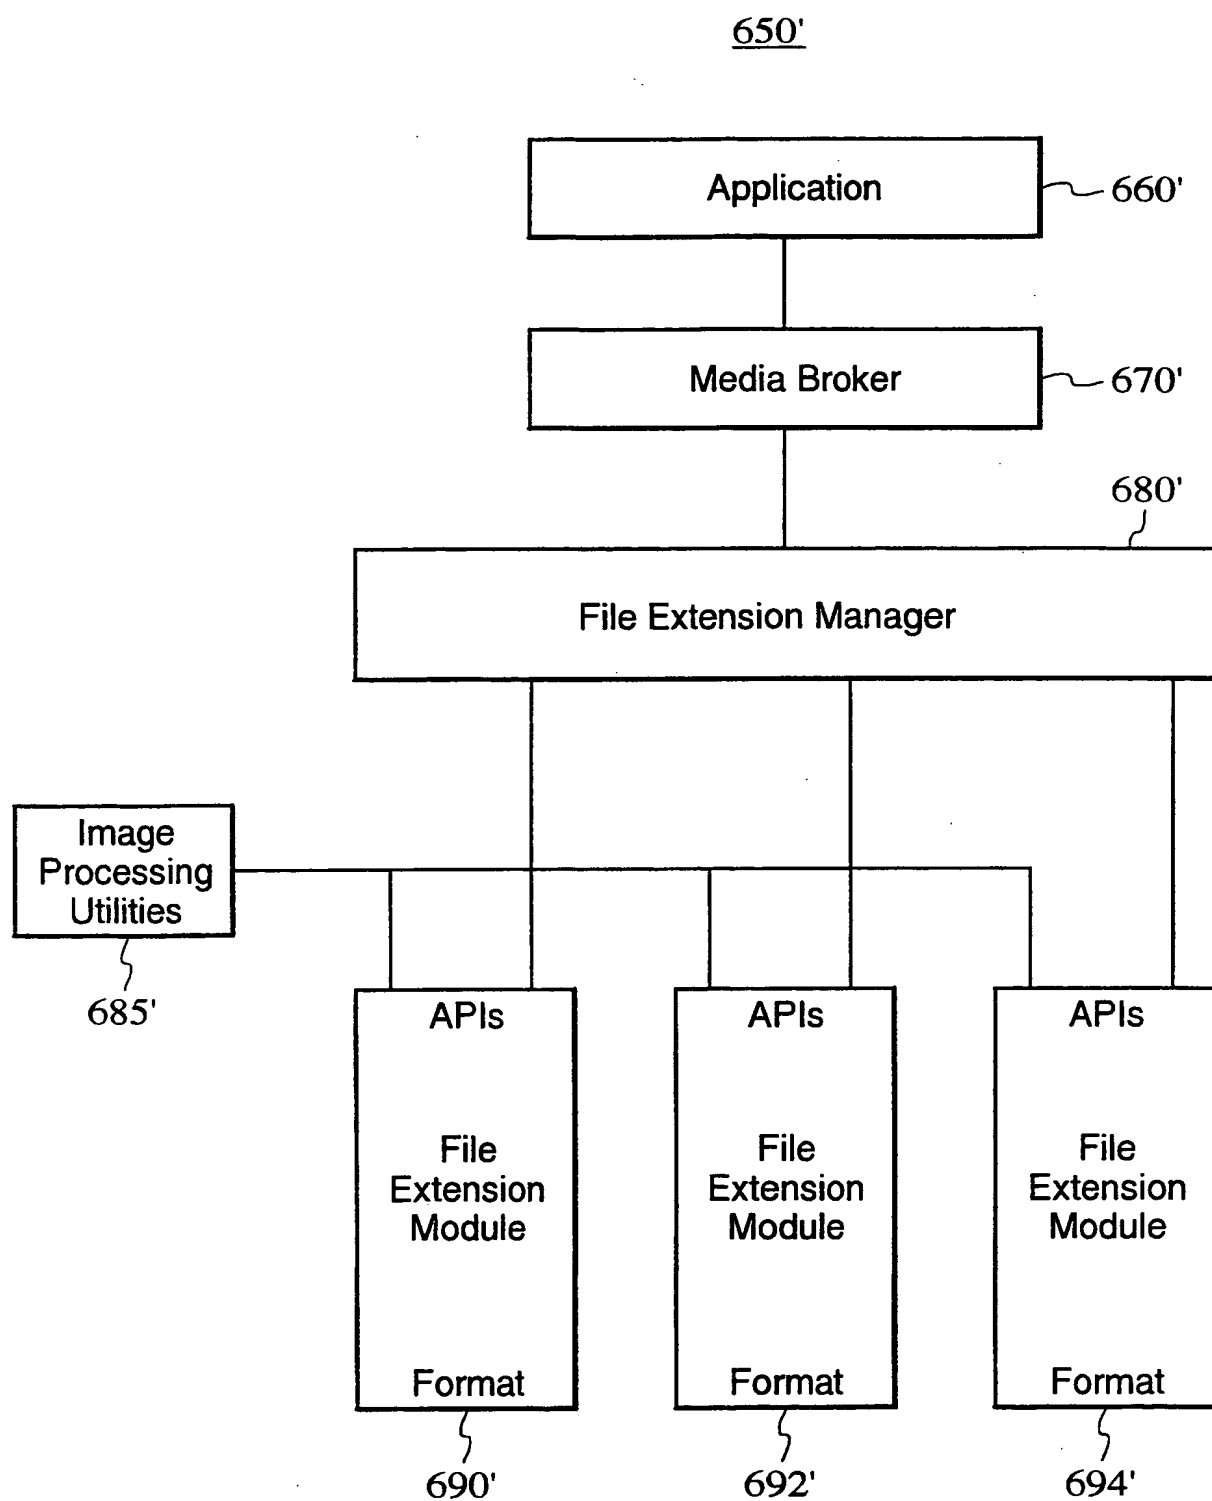 650'
Application
660'
Media Broker
670'
680'
File Extension Manager
Image
Processing
Utilities
685'
APIs
File
Extension
Module
Format
690'
APIs
File
Extension
Module
Format
692'
APIs
File
Extension
Module
Format
694'